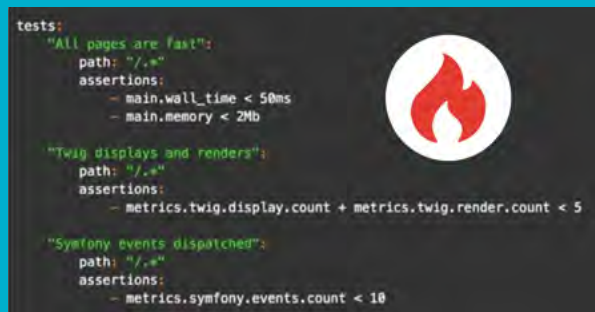 tests:
"All pages are fast":
path: "/.*"
assertions:
- main.wall_time < 50ms
- main.memory < 2Mb
"Twig displays and renders":
path: "/.*"
assertions:
- metrics.twig.display.count + metrics.twig.render.count < 5
"Symfony events dispatched":
path: "/.*"
assertions:
- metrics.symfony.events.count < 10